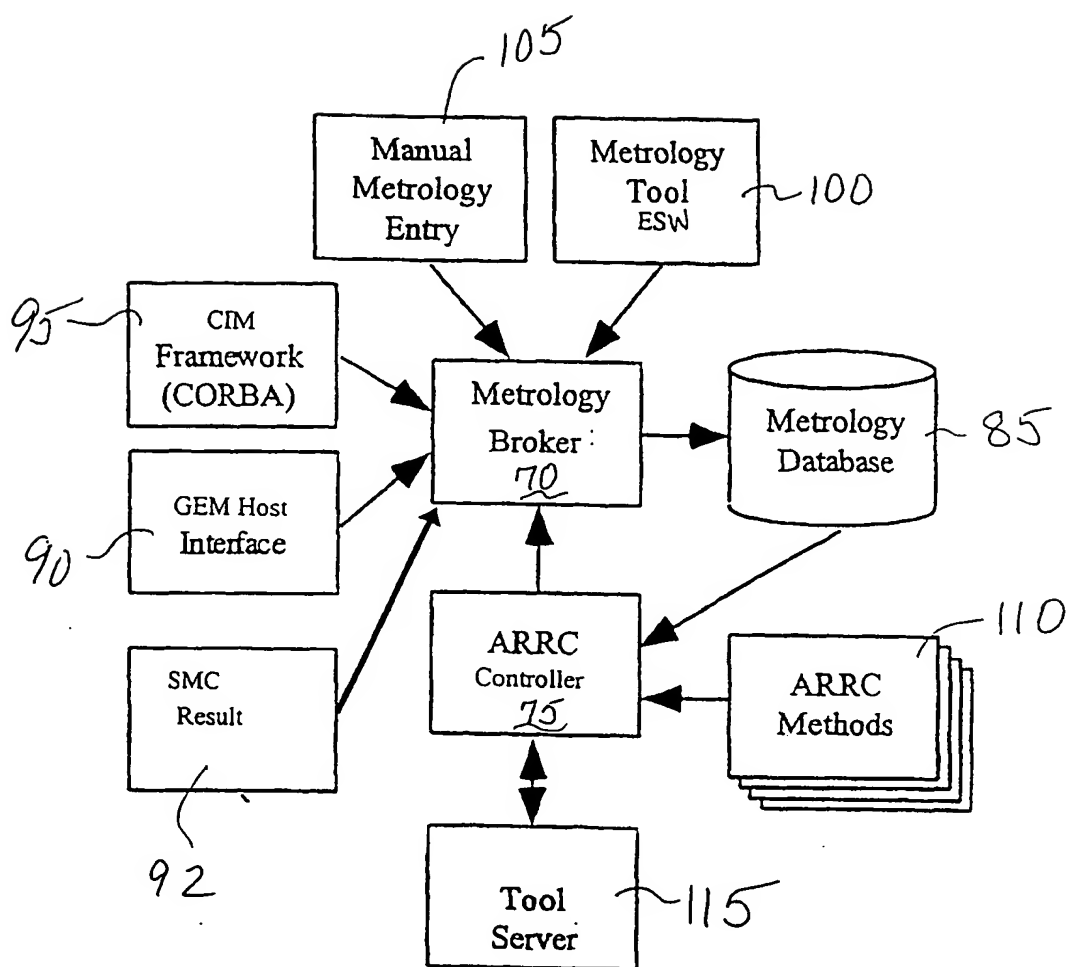 105
Manual
Metrology
Entry
Metrology
Tool
ESW
100
95
CIM
Framework
(CORBA)
Metrology
Broker :
70
Metrology
Database
85
GEM Host
Interface
90
SMC
Result
92
ARRC
Controller
75
110
ARRC
Methods
Tool
Server
115